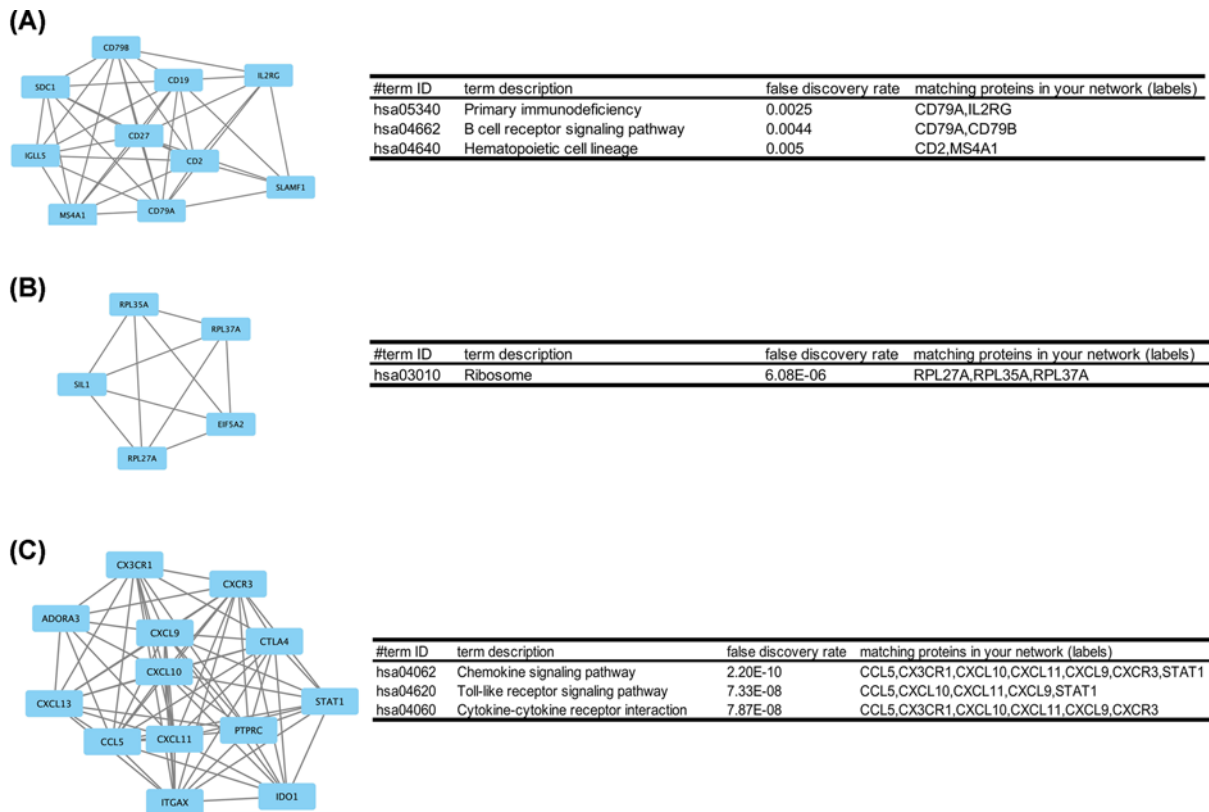 (A)
CD79B
SDC1
CD19
IL2RG
CD27
IGLL5
CD2
SLAMF1
MS4A1
CD79A
#term ID term description false discovery rate matching proteins in your network (labels)
hsa05340 Primary immunodeficiency 0.0025 CD79A,IL2RG
hsa04662 B cell receptor signaling pathway 0.0044 CD79A,CD79B
hsa04640 Hematopoietic cell lineage 0.005 CD2,MS4A1
(B)
RPL35A
RPL37A
SIL1
EIF5A2
RPL27A
#term ID term description false discovery rate matching proteins in your network (labels)
hsa03010 Ribosome 6.08E-06 RPL27A,RPL35A,RPL37A
(C)
CX3CR1
CXCR3
ADORA3
CXCL9
CTLA4
CXCL10
CXCL13
STAT1
CCL5
CXCL11
PTPRC
ITGAX
IDO1
#term ID term description false discovery rate matching proteins in your network (labels)
hsa04062 Chemokine signaling pathway 2.20E-10 CCL5,CX3CR1,CXCL10,CXCL11,CXCL9,CXCR3,STAT1
hsa04620 Toll-like receptor signaling pathway 7.33E-08 CCL5,CXCL10,CXCL11,CXCL9,STAT1
hsa04060 Cytokine-cytokine receptor interaction 7.87E-08 CCL5,CX3CR1,CXCL10,CXCL11,CXCL9,CXCR3